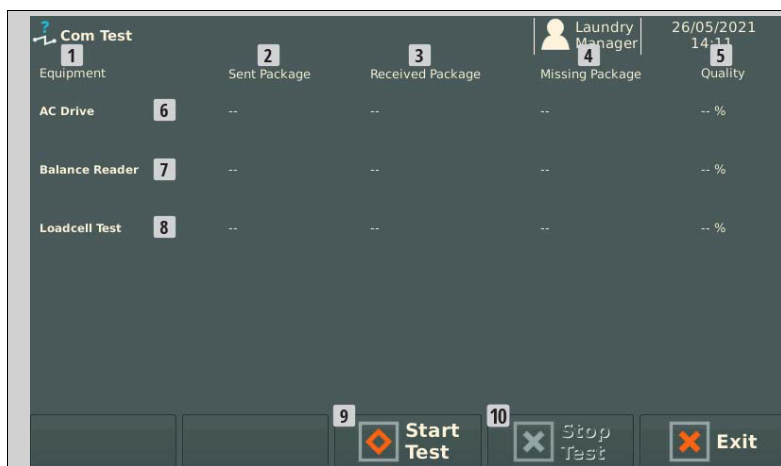 ?
Com Test
Laundry Manager
26/05/2021
14:11
1 2 3 4 5
Equipment Sent Package Received Package Missing Package Quality
AC Drive 6 -- -- -- -- %
Balance Reader 7 -- -- -- -- %
Loadcell Test 8 -- -- -- -- %
9 Start Test
10 Stop Test
Exit